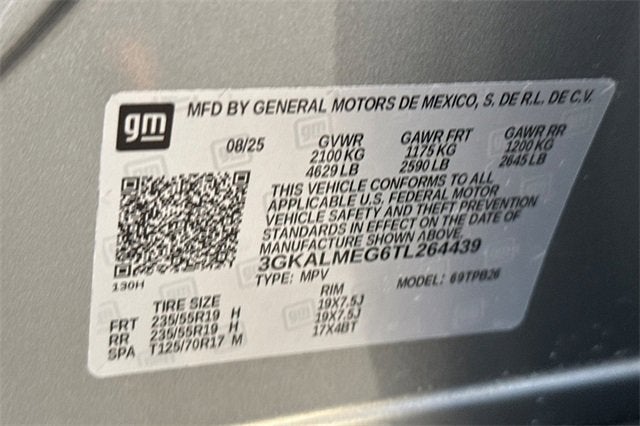 gm
MFD BY GENERAL MOTORS DE MEXICO, S. DE R.L. DE C.V.
08/25 GVWR GAWR FRT GAWR RR
2100 KG 1175 KG 1200 KG
4629 LB 2590 LB 2645 LB
THIS VEHICLE CONFORMS TO ALL
APPLICABLE U.S. FEDERAL MOTOR
VEHICLE SAFETY AND THEFT PREVENTION
STANDARDS IN EFFECT ON THE DATE OF
MANUFACTURE SHOWN ABOVE.
3GKALMEG6TL264439
130H
TYPE: MPV MODEL: 69TPB26
TIRE SIZE RIM
FRT 235/55R19 H 19X7.5J
RR 235/55R19 H 19X7.5J
SPA T125/70R17 M 17X4BT